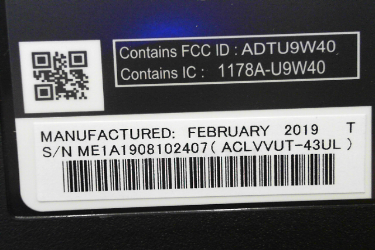 Contains FCC ID : ADTU9W40
Contains IC : 1178A-U9W40
MANUFACTURED: FEBRUARY 2019 T
S/N ME1A1908102407( ACLVVUT-43UL )